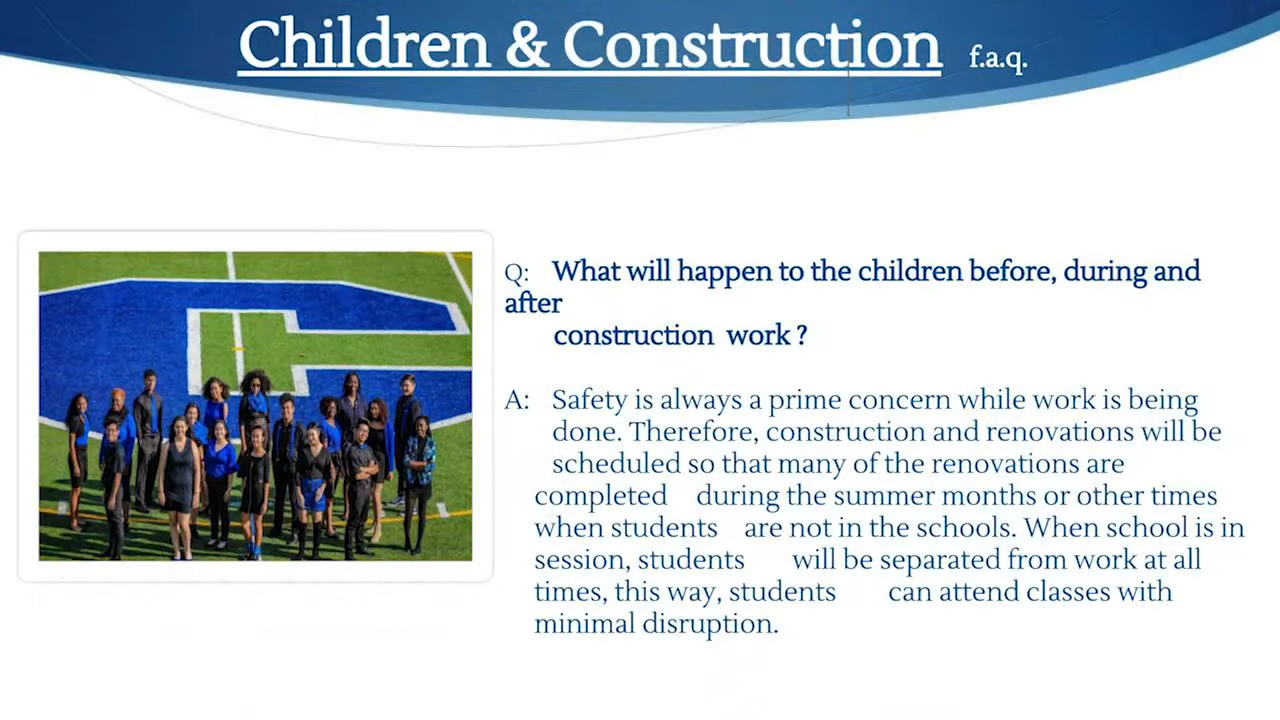 Children & Construction f.a.q.
Q: What will happen to the children before, during and
after
construction work ?
A: Safety is always a prime concern while work is being
done. Therefore, construction and renovations will be
scheduled so that many of the renovations are
completed during the summer months or other times
when students are not in the schools. When school is in
session, students will be separated from work at all
times, this way, students can attend classes with
minimal disruption.